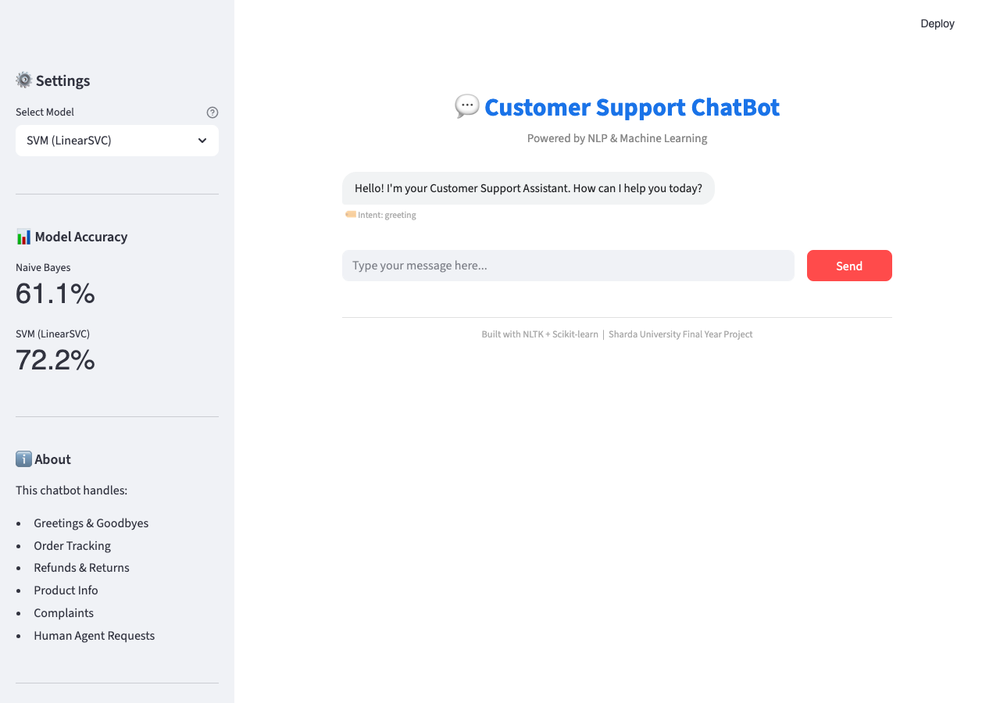 Deploy
⚙️ Settings
Select Model
SVM (LinearSVC)
📊 Model Accuracy
Naive Bayes
61.1%
SVM (LinearSVC)
72.2%
ℹ️ About
This chatbot handles:
• Greetings & Goodbyes
• Order Tracking
• Refunds & Returns
• Product Info
• Complaints
• Human Agent Requests
💬 Customer Support ChatBot
Powered by NLP & Machine Learning
Hello! I'm your Customer Support Assistant. How can I help you today?
🏷️ Intent: greeting
Type your message here...
Send
Built with NLTK + Scikit-learn | Sharda University Final Year Project